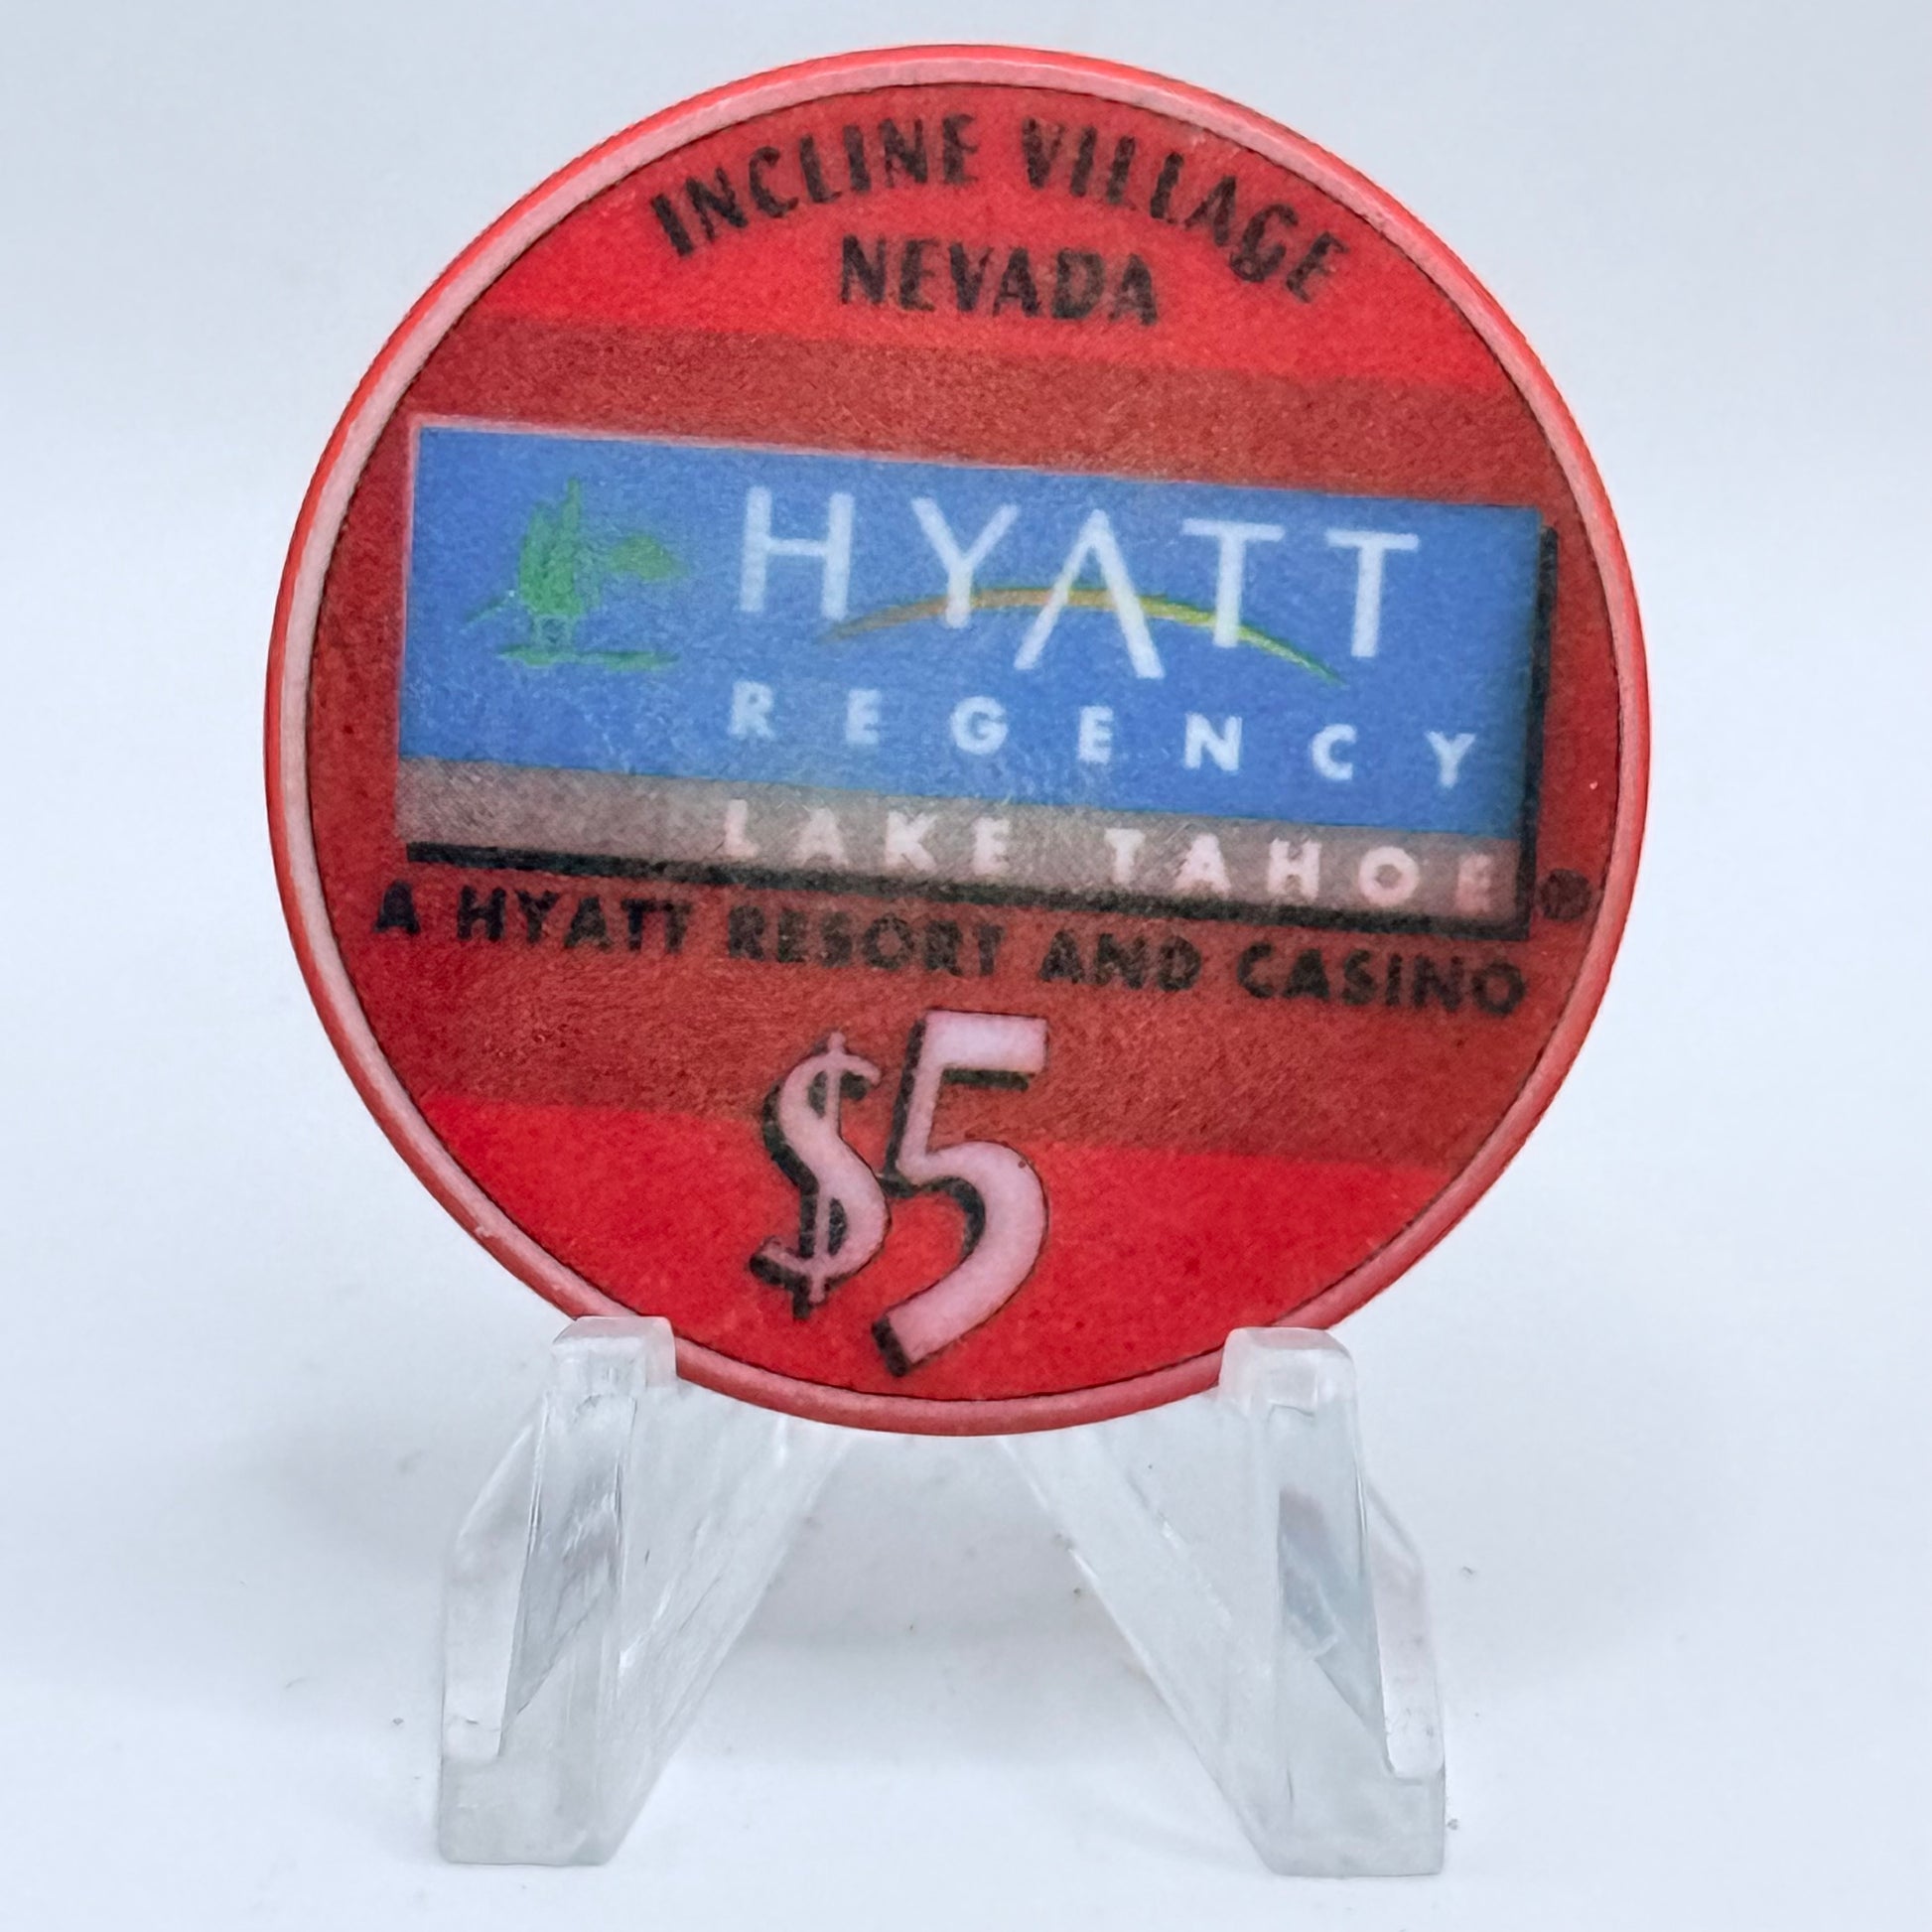 INCLINE VILLAGE
NEVADA
HYATT
REGENCY
LAKE TAHOE
A HYATT RESORT AND CASINO
$5